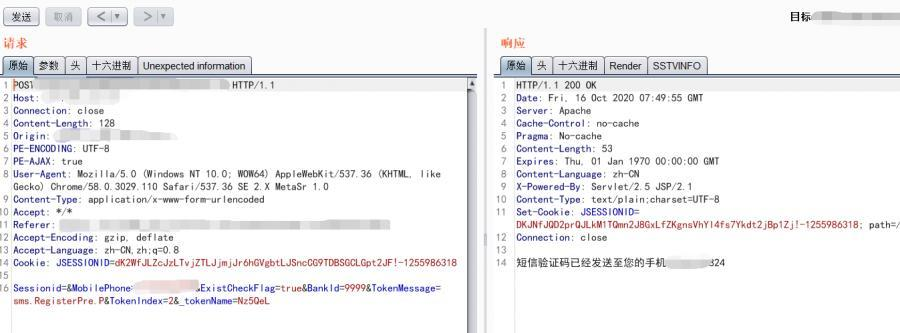 发送 取消 < >
目标
请求
原始 参数 头 十六进制 Unexpected information
1 POST HTTP/1.1
2 Host:
3 Connection: close
4 Content-Length: 128
5 Origin:
6 PE-ENCODING: UTF-8
7 PE-AJAX: true
8 User-Agent: Mozilla/5.0 (Windows NT 10.0; WOW64) AppleWebKit/537.36 (KHTML, like
Gecko) Chrome/58.0.3029.110 Safari/537.36 SE 2.X MetaSr 1.0
9 Content-Type: application/x-www-form-urlencoded
10 Accept: */*
11 Referer:
12 Accept-Encoding: gzip, deflate
13 Accept-Language: zh-CN,zh;q=0.8
14 Cookie: JSESSIONID=dK2WfJLZcJzLTvjZTLJjmjJr6hGVgbtLJSncCG9TDBSGCLGpt2JF!-1255986318
15
16 Sessionid=&MobilePhone= &ExistCheckFlag=true&BankId=9999&TokenMessage=
sms.RegisterPre.P&TokenIndex=2&_tokenName=Nz5QeL
响应
原始 头 十六进制 Render SSTVINFO
1 HTTP/1.1 200 OK
2 Date: Fri, 16 Oct 2020 07:49:55 GMT
3 Server: Apache
4 Cache-Control: no-cache
5 Pragma: No-cache
6 Content-Length: 53
7 Expires: Thu, 01 Jan 1970 00:00:00 GMT
8 Content-Language: zh-CN
9 X-Powered-By: Servlet/2.5 JSP/2.1
10 Content-Type: text/plain;charset=UTF-8
11 Set-Cookie: JSESSIONID=
DKJNfJQD2prQJLkM1TQmn2J8GxLfZKgnsVhYl4fs7Ykdt2jBp1Zj!-1255986318; path=/
12 Connection: close
13
14 短信验证码已经发送至您的手机 824